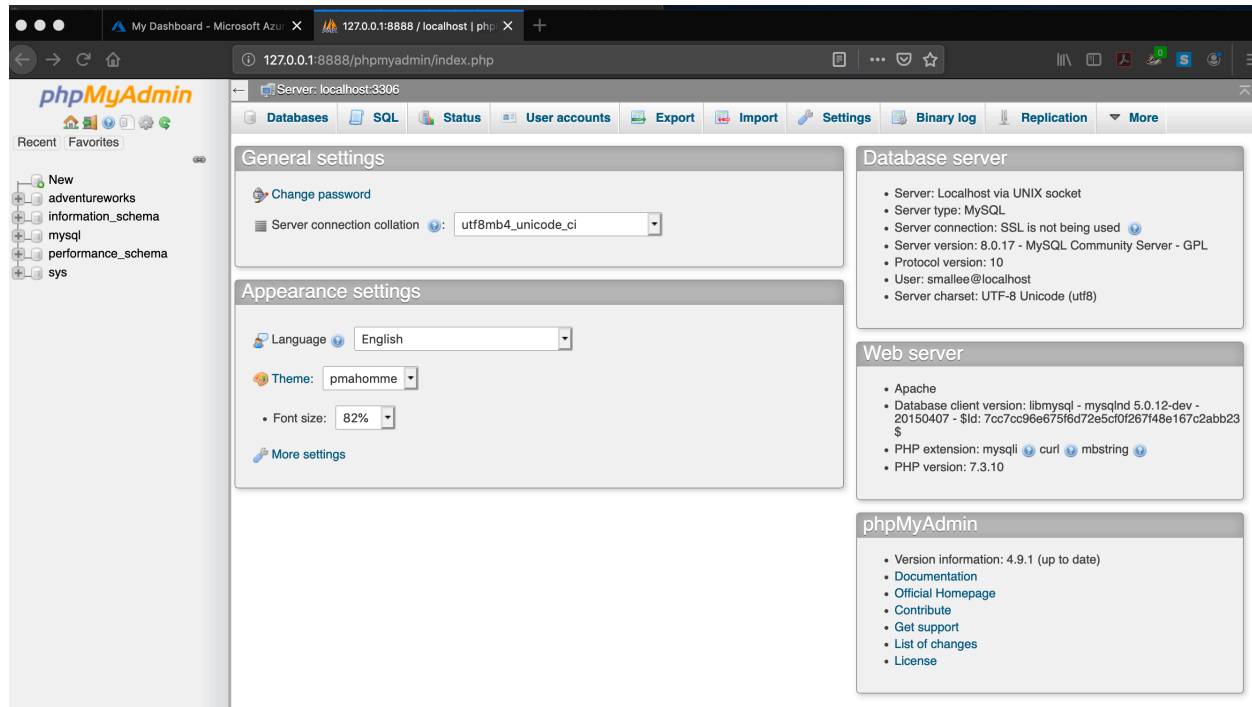 My Dashboard - Microsoft Azur
127.0.0.1:8888 / localhost | php
127.0.0.1:8888/phpmyadmin/index.php
0
S
phpMyAdmin
Recent Favorites
New
adventureworks
information_schema
mysql
performance_schema
sys
Server: localhost:3306
Databases SQL Status User accounts Export Import Settings Binary log Replication More
General settings
Change password
Server connection collation : utf8mb4_unicode_ci
Appearance settings
Language English
Theme: pmahomme
• Font size: 82%
More settings
Database server
• Server: Localhost via UNIX socket
• Server type: MySQL
• Server connection: SSL is not being used
• Server version: 8.0.17 - MySQL Community Server - GPL
• Protocol version: 10
• User: smallee@localhost
• Server charset: UTF-8 Unicode (utf8)
Web server
• Apache
• Database client version: libmysql - mysqlnd 5.0.12-dev -
20150407 - $Id: 7cc7cc96e675f6d72e5cf0f267f48e167c2abb23
$
• PHP extension: mysqli curl mbstring
• PHP version: 7.3.10
phpMyAdmin
• Version information: 4.9.1 (up to date)
• Documentation
• Official Homepage
• Contribute
• Get support
• List of changes
• License